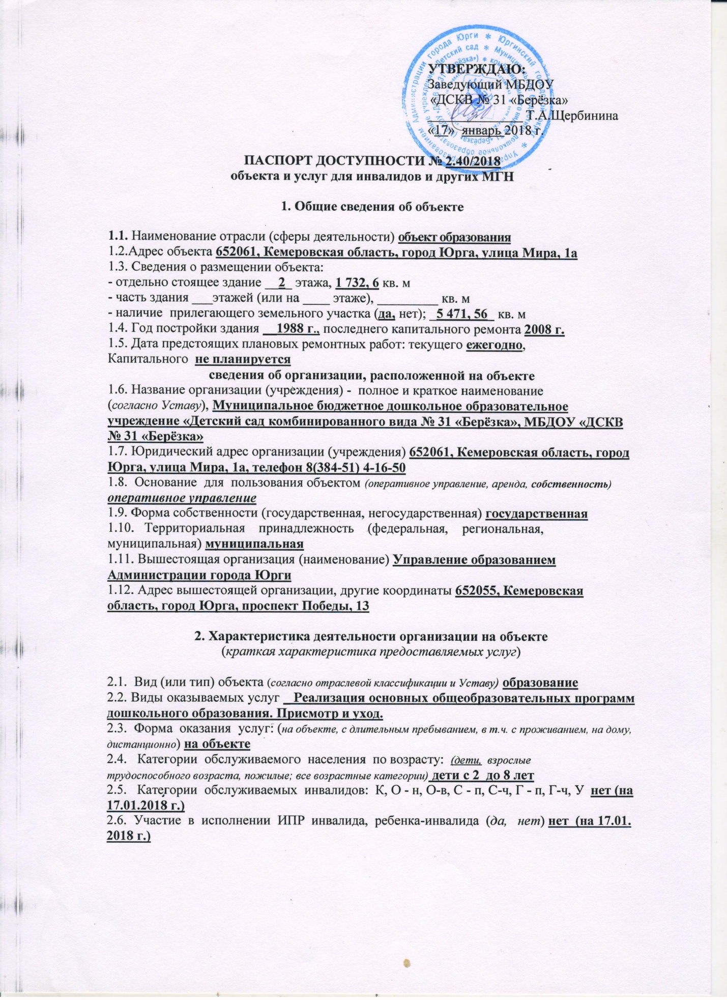 УТВЕРЖДАЮ:
Заведующий МБДОУ
«ДСКВ № 31 «Берёзка»
______________ Т.А.Щербинина
«17» январь 2018 г.
ПАСПОРТ ДОСТУПНОСТИ № 2.40/2018
объекта и услуг для инвалидов и других МГН
1. Общие сведения об объекте
1.1. Наименование отрасли (сферы деятельности) объект образования
1.2.Адрес объекта 652061, Кемеровская область, город Юрга, улица Мира, 1а
1.3. Сведения о размещении объекта:
- отдельно стоящее здание __2_ этажа, 1 732, 6 кв. м
- часть здания ___этажей (или на ____ этаже), _________ кв. м
- наличие прилегающего земельного участка (да, нет); _5 471, 56_ кв. м
1.4. Год постройки здания __1988 г., последнего капитального ремонта 2008 г.
1.5. Дата предстоящих плановых ремонтных работ: текущего ежегодно,
Капитального не планируется
сведения об организации, расположенной на объекте
1.6. Название организации (учреждения) - полное и краткое наименование
(согласно Уставу), Муниципальное бюджетное дошкольное образовательное
учреждение «Детский сад комбинированного вида № 31 «Берёзка», МБДОУ «ДСКВ
№ 31 «Берёзка»
1.7. Юридический адрес организации (учреждения) 652061, Кемеровская область, город
Юрга, улица Мира, 1а, телефон 8(384-51) 4-16-50
1.8. Основание для пользования объектом (оперативное управление, аренда, собственность)
оперативное управление
1.9. Форма собственности (государственная, негосударственная) государственная
1.10. Территориальная принадлежность (федеральная, региональная,
муниципальная) муниципальная
1.11. Вышестоящая организация (наименование) Управление образованием
Администрации города Юрги
1.12. Адрес вышестоящей организации, другие координаты 652055, Кемеровская
область, город Юрга, проспект Победы, 13
2. Характеристика деятельности организации на объекте
(краткая характеристика предоставляемых услуг)
2.1. Вид (или тип) объекта (согласно отраслевой классификации и Уставу) образование
2.2. Виды оказываемых услуг _ Реализация основных общеобразовательных программ
дошкольного образования. Присмотр и уход.
2.3. Форма оказания услуг: (на объекте, с длительным пребыванием, в т.ч. с проживанием, на дому,
дистанционно) на объекте
2.4. Категории обслуживаемого населения по возрасту: (дети, взрослые
трудоспособного возраста, пожилые; все возрастные категории) дети с 2 до 8 лет
2.5. Категории обслуживаемых инвалидов: К, О - н, О-в, С - п, С-ч, Г - п, Г-ч, У нет (на
17.01.2018 г.)
2.6. Участие в исполнении ИПР инвалида, ребенка-инвалида (да, нет) нет (на 17.01.
2018 г.)
Управление образованием Администрации города Юрги * Юргинский городской округ *